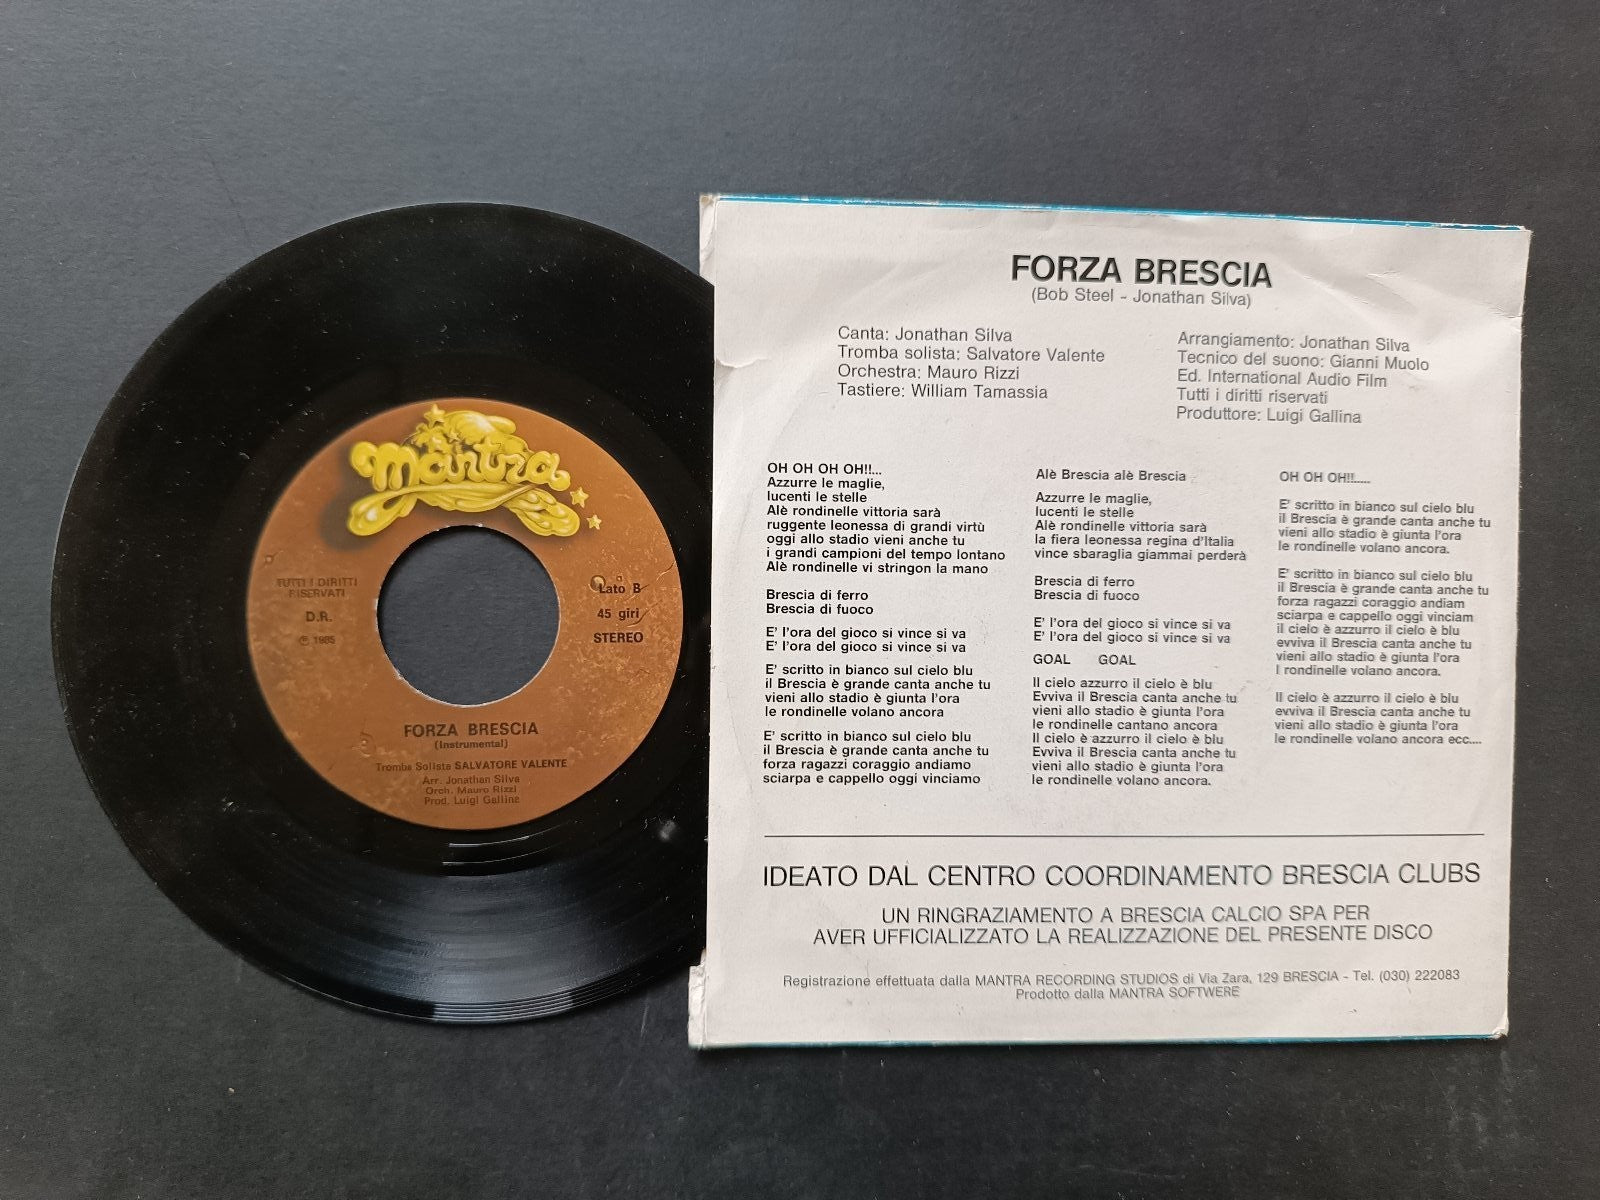 mantra
TUTTI I DIRITTI
RISERVATI
D.R.
℗ 1985
Lato B
45 giri
STEREO
FORZA BRESCIA
(Instrumental)
Tromba Solista SALVATORE VALENTE
Arr. Jonathan Silva
Orch. Mauro Rizzi
Prod. Luigi Gallina
FORZA BRESCIA
(Bob Steel - Jonathan Silva)
Canta: Jonathan Silva
Tromba solista: Salvatore Valente
Orchestra: Mauro Rizzi
Tastiere: William Tamassia
Arrangiamento: Jonathan Silva
Tecnico del suono: Gianni Muolo
Ed. International Audio Film
Tutti i diritti riservati
Produttore: Luigi Gallina
OH OH OH OH!!...
Azzurre le maglie,
lucenti le stelle
Alè rondinelle vittoria sarà
ruggente leonessa di grandi virtù
oggi allo stadio vieni anche tu
i grandi campioni del tempo lontano
Alè rondinelle vi stringon la mano
Brescia di ferro
Brescia di fuoco
E' l'ora del gioco si vince si va
E' l'ora del gioco si vince si va
E' scritto in bianco sul cielo blu
il Brescia è grande canta anche tu
vieni allo stadio è giunta l'ora
le rondinelle volano ancora
E' scritto in bianco sul cielo blu
il Brescia è grande canta anche tu
forza ragazzi coraggio andiamo
sciarpa e cappello oggi vinciamo
Alè Brescia alè Brescia
Azzurre le maglie,
lucenti le stelle
Alè rondinelle vittoria sarà
la fiera leonessa regina d'Italia
vince sbaraglia giammai perderà
Brescia di ferro
Brescia di fuoco
E' l'ora del gioco si vince si va
E' l'ora del gioco si vince si va
GOAL GOAL
Il cielo azzurro il cielo è blu
Evviva il Brescia canta anche tu
vieni allo stadio è giunta l'ora
le rondinelle cantano ancora
Il cielo è azzurro il cielo è blu
Evviva il Brescia canta anche tu
vieni allo stadio è giunta l'ora
le rondinelle volano ancora.
OH OH OH!!.....
E' scritto in bianco sul cielo blu
il Brescia è grande canta anche tu
vieni allo stadio è giunta l'ora
le rondinelle volano ancora.
E' scritto in bianco sul cielo blu
il Brescia è grande canta anche tu
forza ragazzi coraggio andiam
sciarpa e cappello oggi vinciam
il cielo è azzurro il cielo è blu
evviva il Brescia canta anche tu
vieni allo stadio è giunta l'ora
l rondinelle volano ancora.
Il cielo è azzurro il cielo è blu
evviva il Brescia canta anche tu
vieni allo stadio è giunta l'ora
le rondinelle volano ancora ecc....
IDEATO DAL CENTRO COORDINAMENTO BRESCIA CLUBS
UN RINGRAZIAMENTO A BRESCIA CALCIO SPA PER
AVER UFFICIALIZZATO LA REALIZZAZIONE DEL PRESENTE DISCO
Registrazione effettuata dalla MANTRA RECORDING STUDIOS di Via Zara, 129 BRESCIA - Tel. (030) 222083
Prodotto dalla MANTRA SOFTWERE